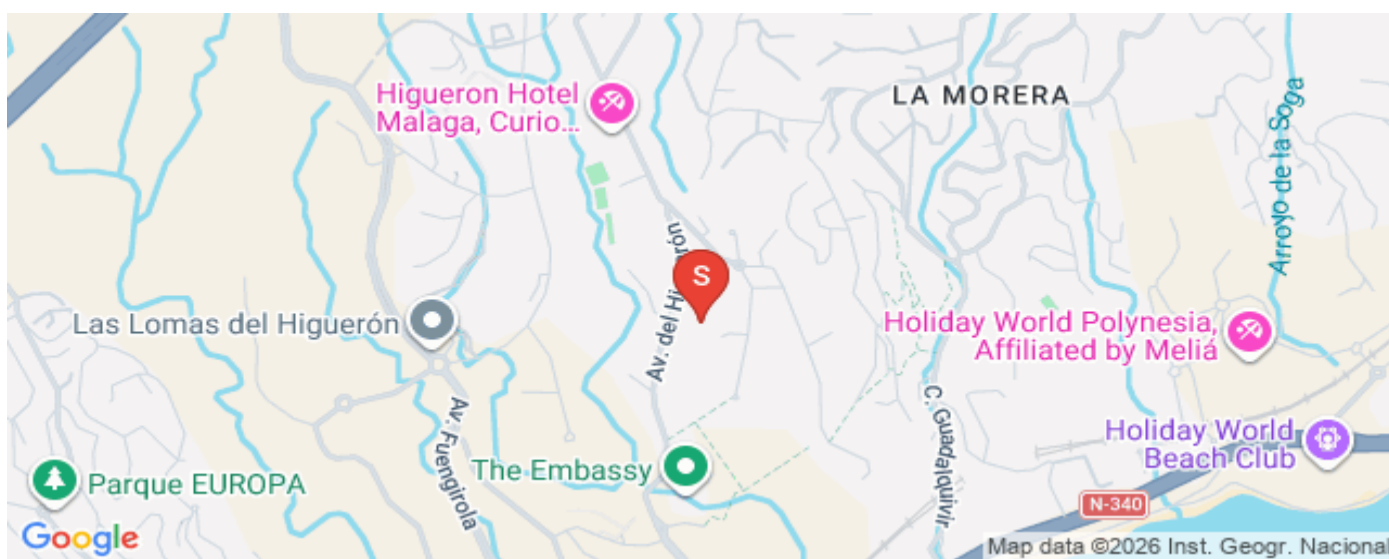 Higueron Hotel
Malaga, Curio...
LA MORERA
Arroyo de la Soga
Av. del Higuerón
S
Las Lomas del Higuerón
Holiday World Polynesia,
Affiliated by Meliá
Av. Fuengirola
C. Guadalquivir
The Embassy
Holiday World
Beach Club
Parque EUROPA
N-340
Google
Map data ©2026 Inst. Geogr. Nacional